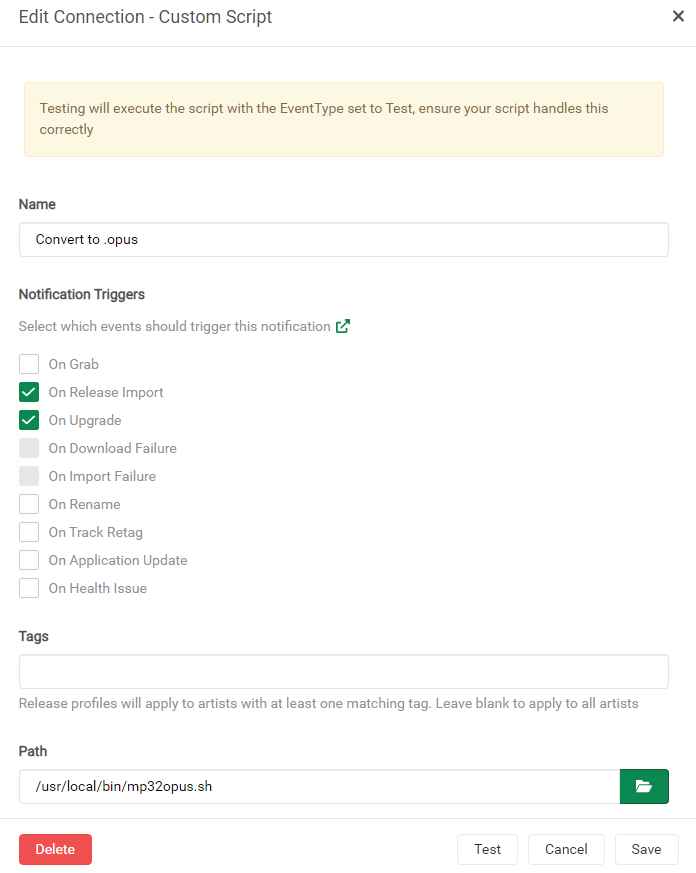 Edit Connection - Custom Script
Testing will execute the script with the EventType set to Test, ensure your script handles this
correctly
Name
Convert to .opus
Notification Triggers
Select which events should trigger this notification
On Grab
On Release Import
On Upgrade
On Download Failure
On Import Failure
On Rename
On Track Retag
On Application Update
On Health Issue
Tags
Release profiles will apply to artists with at least one matching tag. Leave blank to apply to all artists
Path
/usr/local/bin/mp32opus.sh
Delete
Test
Cancel
Save